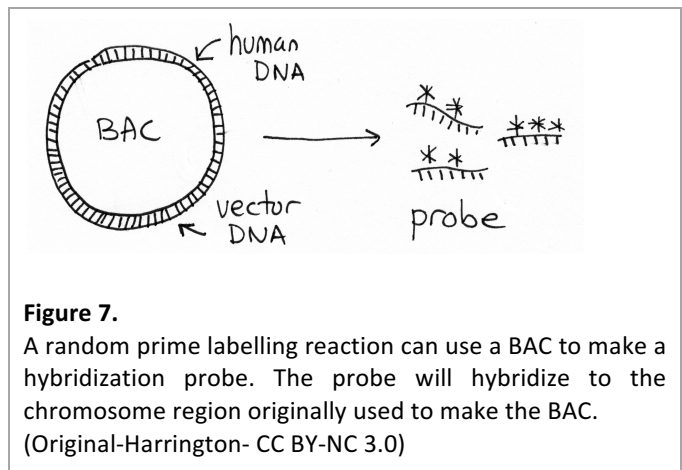 human
DNA
BAC
vector
DNA
probe
Figure 7.
A random prime labelling reaction can use a BAC to make a
hybridization probe. The probe will hybridize to the
chromosome region originally used to make the BAC.
(Original-Harrington- CC BY-NC 3.0)